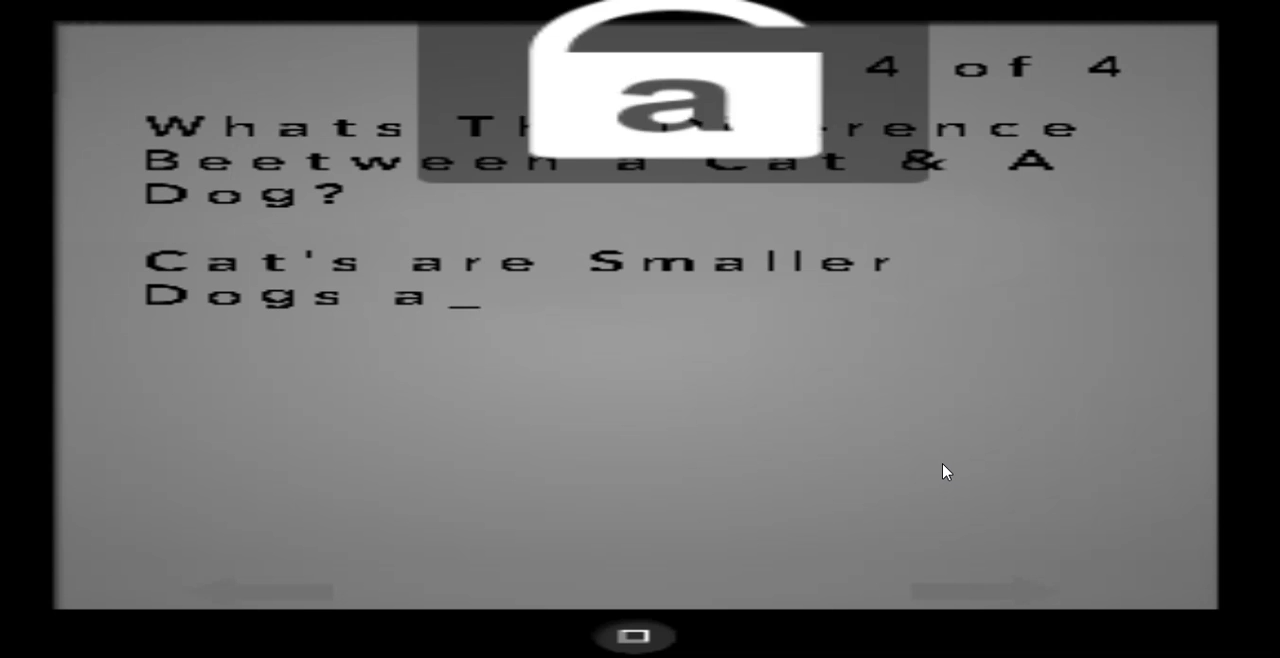 4 of 4
a
Whats
Beetween a Cat & A
Dog?
Cat's are Smaller
Dogs a_